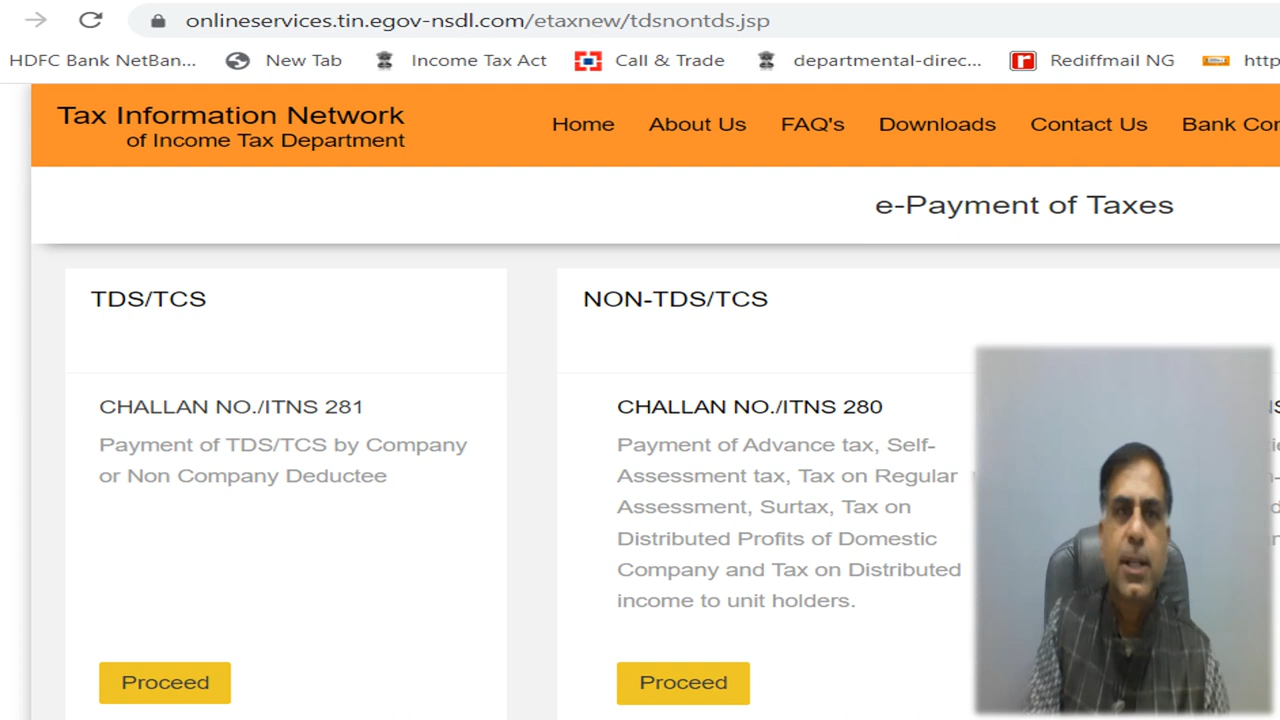 onlineservices.tin.egov-nsdl.com/etaxnew/tdsnontds.jsp
HDFC Bank NetBan... New Tab Income Tax Act Call & Trade departmental-direc... Rediffmail NG http
Tax Information Network
of Income Tax Department
Home About Us FAQ's Downloads Contact Us Bank Con
e-Payment of Taxes
TDS/TCS
CHALLAN NO./ITNS 281
Payment of TDS/TCS by Company
or Non Company Deductee
Proceed
NON-TDS/TCS
CHALLAN NO./ITNS 280
Payment of Advance tax, Self-
Assessment tax, Tax on Regular
Assessment, Surtax, Tax on
Distributed Profits of Domestic
Company and Tax on Distributed
income to unit holders.
Proceed